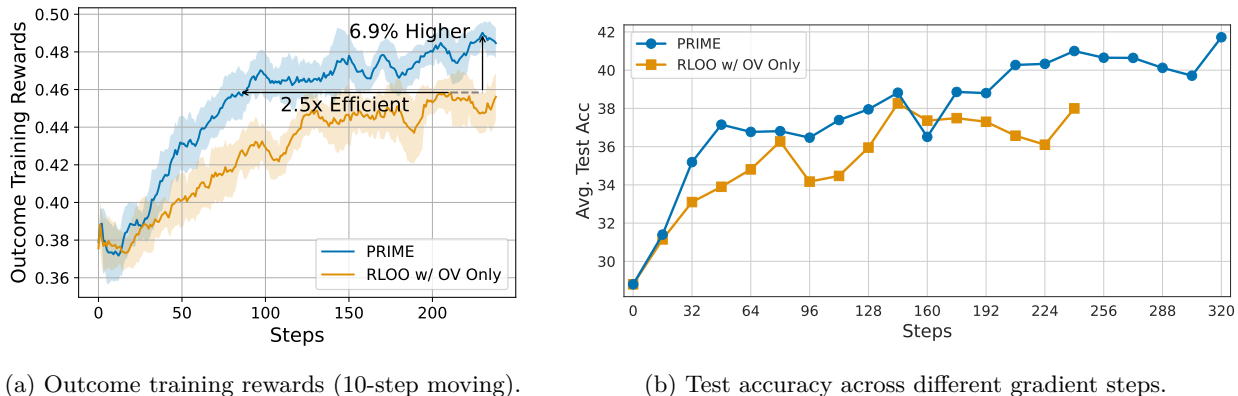 0.50
0.48
0.46
0.44
0.42
0.40
0.38
0.36
Outcome Training Rewards
6.9% Higher
2.5x Efficient
PRIME
RLOO w/ OV Only
0 50 100 150 200
Steps
(a) Outcome training rewards (10-step moving).
42
40
38
36
34
32
30
Avg. Test Acc
PRIME
RLOO w/ OV Only
0 32 64 96 128 160 192 224 256 288 320
Steps
(b) Test accuracy across different gradient steps.